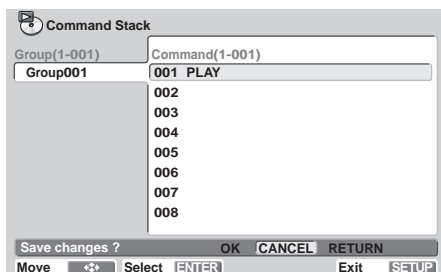 Command Stack
Group(1-001) Command(1-001)
Group001 001 PLAY
002
003
004
005
006
007
008
Save changes ? OK CANCEL RETURN
Move Select ENTER Exit SETUP